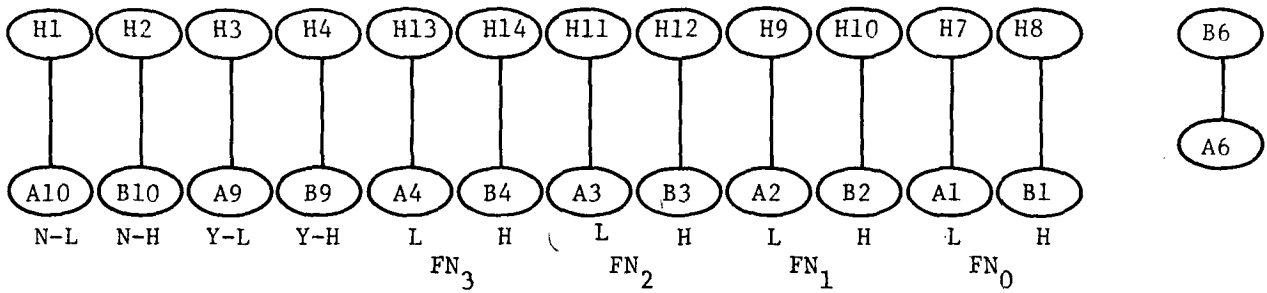 H1 H2 H3 H4 H13 H14 H11 H12 H9 H10 H7 H8 B6
A6
A10 B10 A9 B9 A4 B4 A3 B3 A2 B2 A1 B1
N-L N-H Y-L Y-H L H L H L H L H
FN3 FN2 FN1 FN0